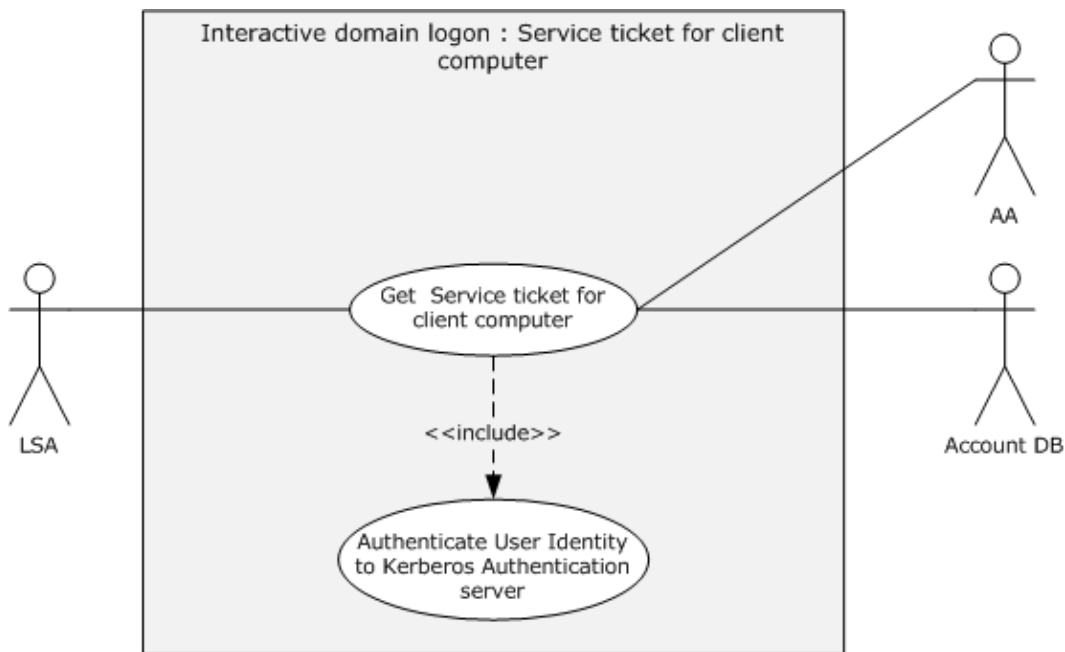 Interactive domain logon : Service ticket for client
computer
AA
Get  Service ticket for
client computer
LSA
Account DB
<<include>>
Authenticate User Identity
to Kerberos Authentication
server